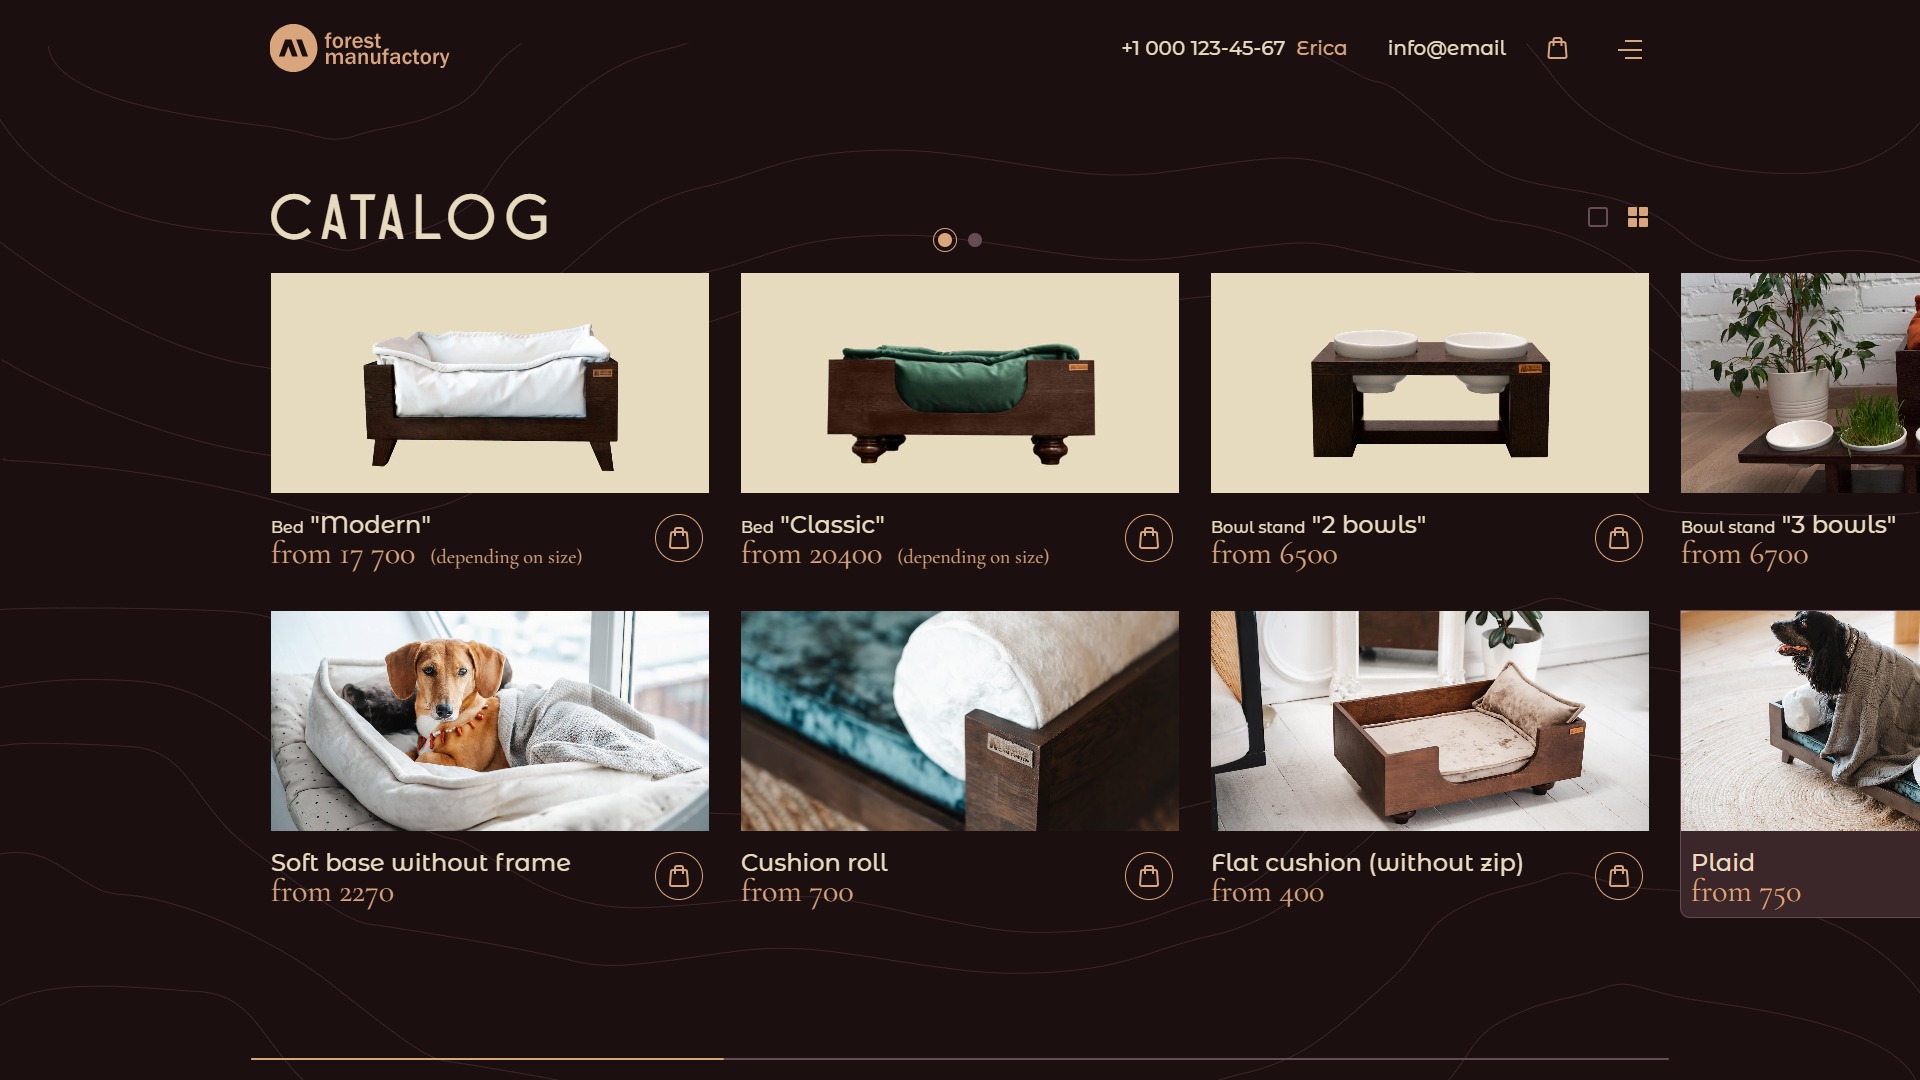 forest
manufactory
+1 000 123-45-67 Erica info@email
CATALOG
Bed "Modern"
from 17 700 (depending on size)
Bed "Classic"
from 20400 (depending on size)
Bowl stand "2 bowls"
from 6500
Bowl stand "3 bowls"
from 6700
Soft base without frame
from 2270
Cushion roll
from 700
Flat cushion (without zip)
from 400
Plaid
from 750